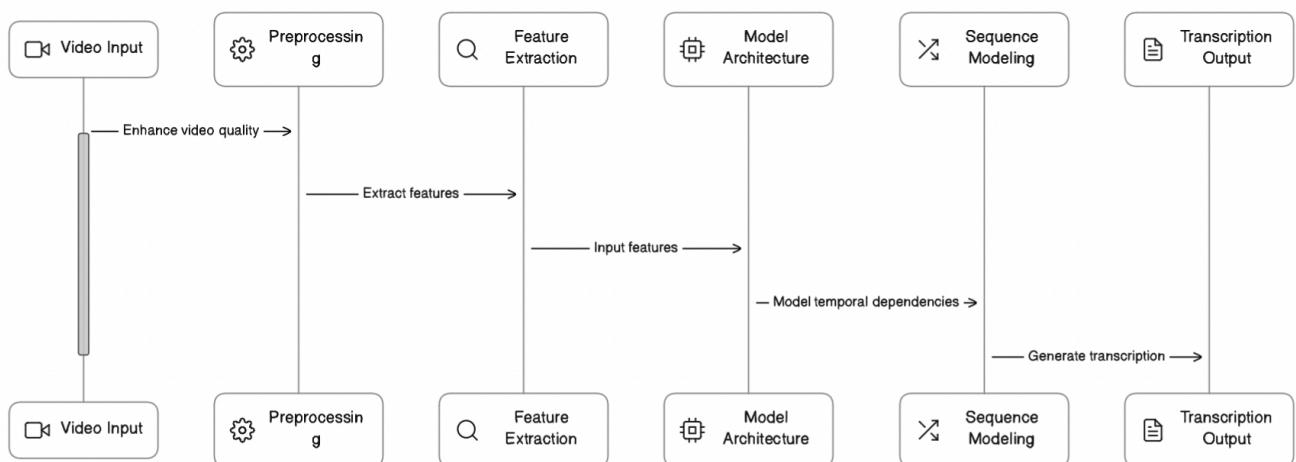 Video Input
Preprocessin
g
Feature
Extraction
Model
Architecture
Sequence
Modeling
Transcription
Output
Enhance video quality
Extract features
Input features
Model temporal dependencies
Generate transcription
Video Input
Preprocessin
g
Feature
Extraction
Model
Architecture
Sequence
Modeling
Transcription
Output